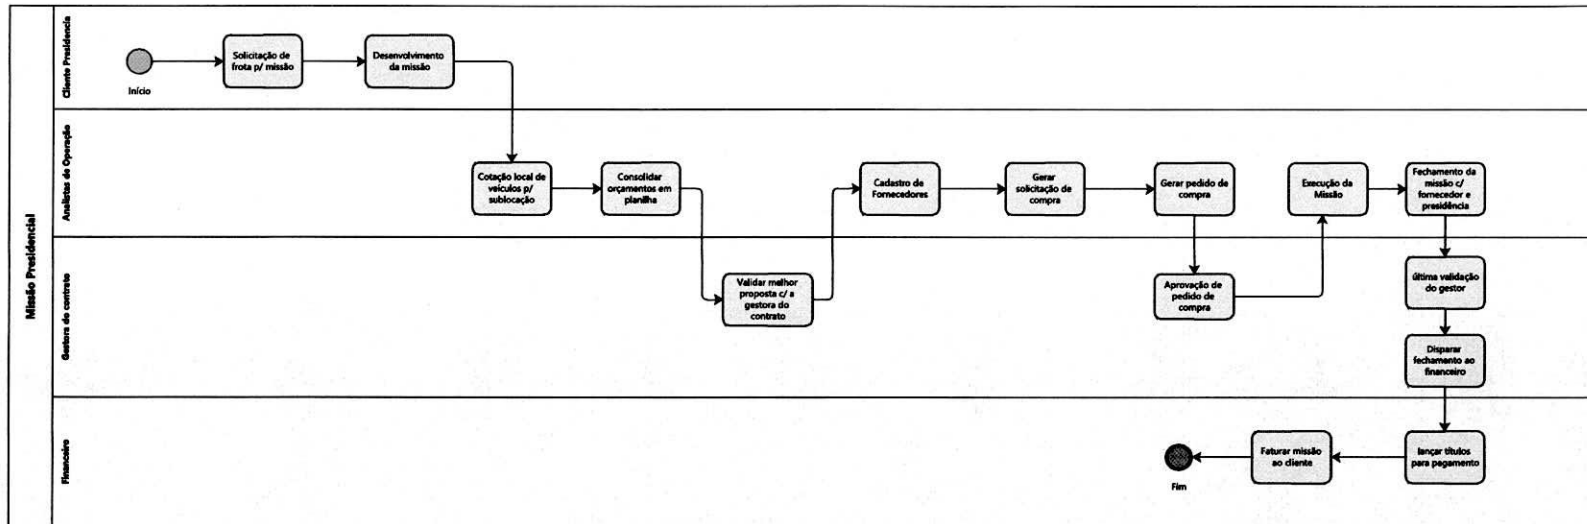 Missão Presidencial
Cliente Presidencia
Início
Solicitação de
frota p/ missão
Desenvolvimento
da missão
Analistas de Operação
Cotação local de
veículos p/
sublocação
Consolidar
orçamentos em
planilha
Cadastro de
Fornecedores
Gerar
solicitação de
compra
Gerar pedido de
compra
Execução da
Missão
Fechamento da
missão c/
fornecedor e
presidência
Gestora do contrato
Validar melhor
proposta c/ a
gestora do
contrato
Aprovação de
pedido de
compra
última validação
do gestor
Disparar
fechamento ao
financeiro
Financeiro
Fim
Faturar missão
ao cliente
lançar títulos
para pagamento